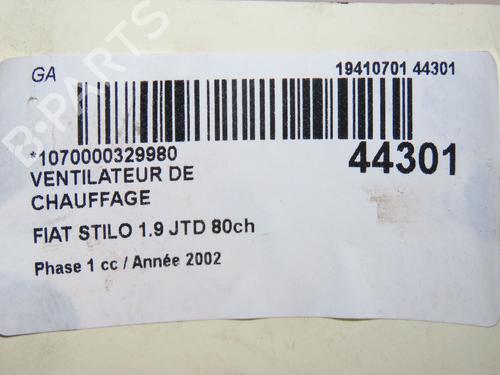 GA
19410701 44301
*1070000329980
44301
VENTILATEUR DE
CHAUFFAGE
FIAT STILO 1.9 JTD 80ch
Phase 1 cc / Année 2002
B-PARTS